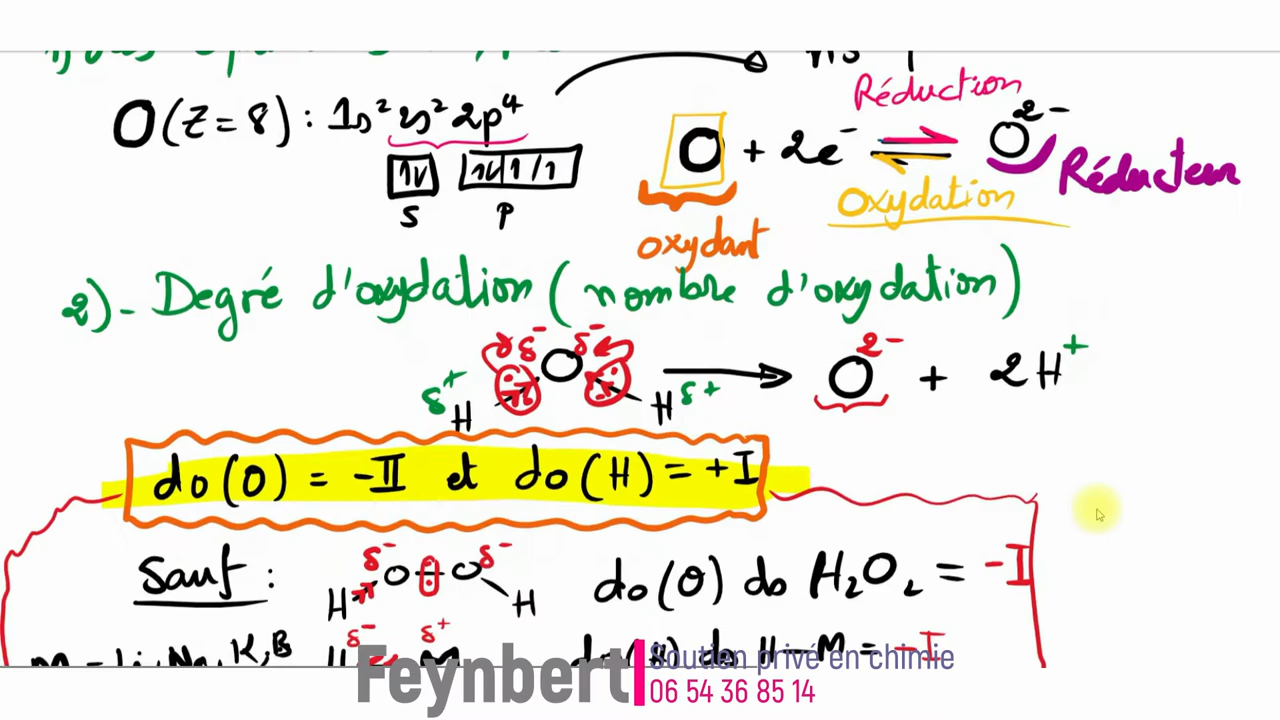 Réduction
O(Z=8) : 1s² 2s² 2p⁴
O + 2e⁻ ⇌ O²⁻
Réducteur
S P
Oxydation
oxydant
2)- Degré d'oxydation (nombre d'oxydation)
δ⁻ δ⁻
O → O²⁻ + 2H⁺
δ⁺ H H δ⁺
do(O) = -II et do(H) = +I
Sauf : δ⁻ O O δ⁻
H H
do(O) do H₂O₂ = -I
K, B
δ⁻ δ⁺
M = -I
Feynbert
Soutien privé en chimie
06 54 36 85 14